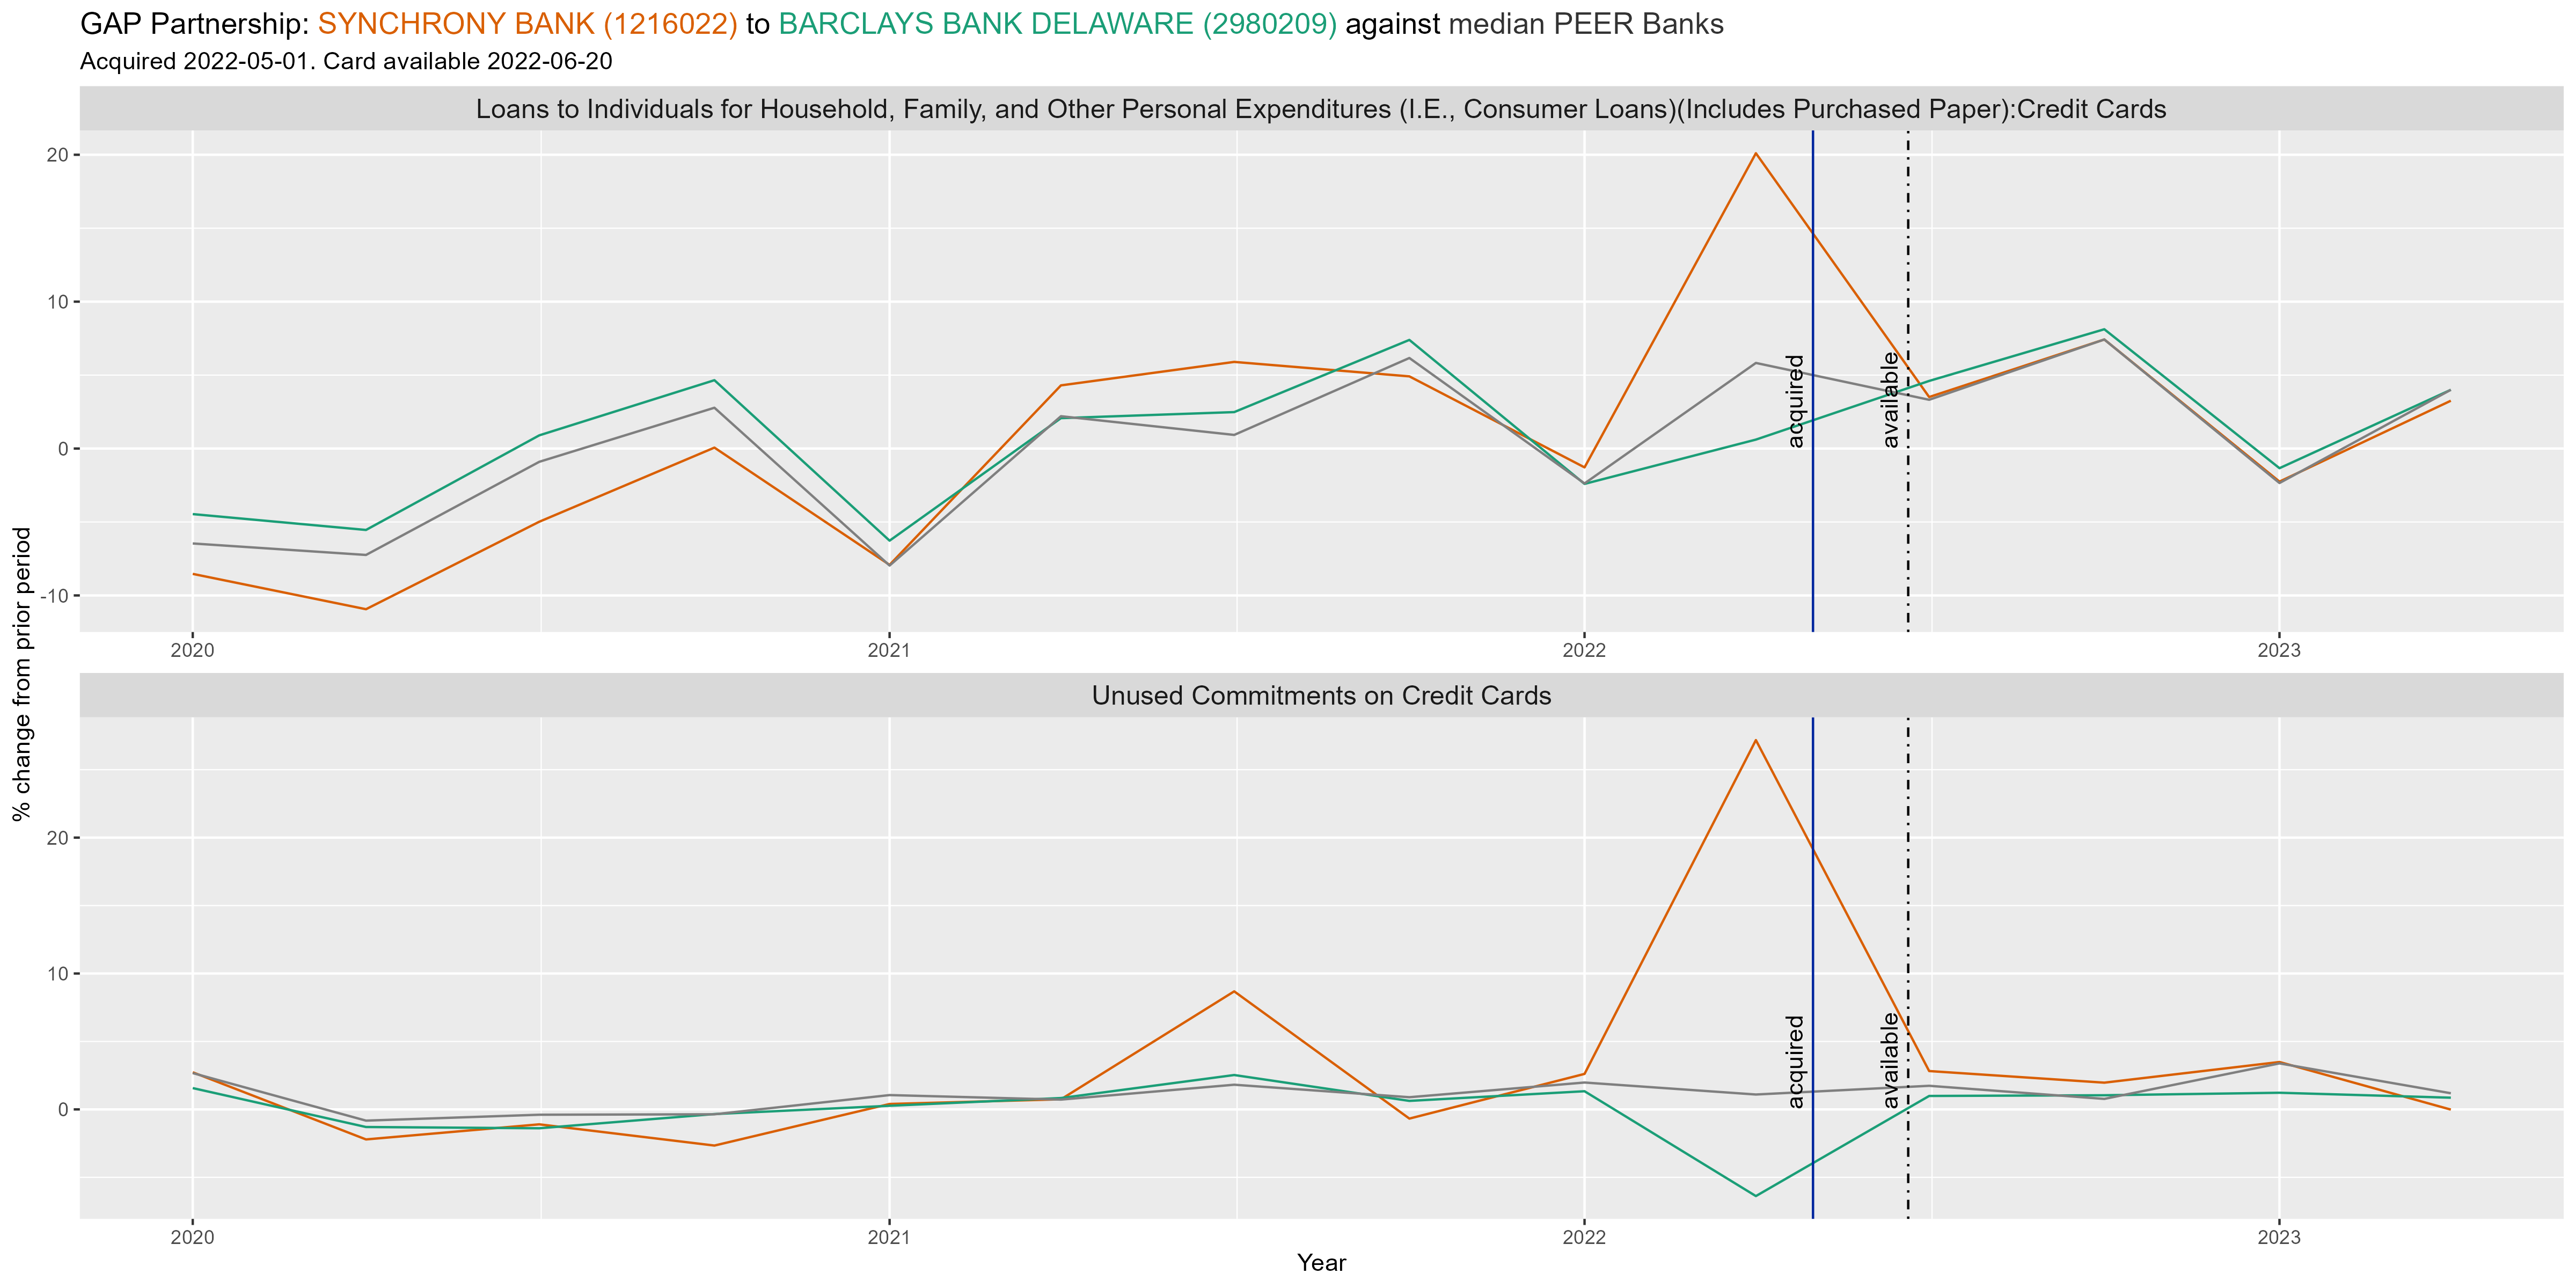 GAP Partnership: SYNCHRONY BANK (1216022) to BARCLAYS BANK DELAWARE (2980209) against median PEER Banks
Acquired 2022-05-01. Card available 2022-06-20
Loans to Individuals for Household, Family, and Other Personal Expenditures (I.E., Consumer Loans)(Includes Purchased Paper):Credit Cards
20
10
0
-10
acquired
available
2020
2021
2022
2023
% change from prior period
Unused Commitments on Credit Cards
20
10
0
acquired
available
2020
2021
2022
2023
Year